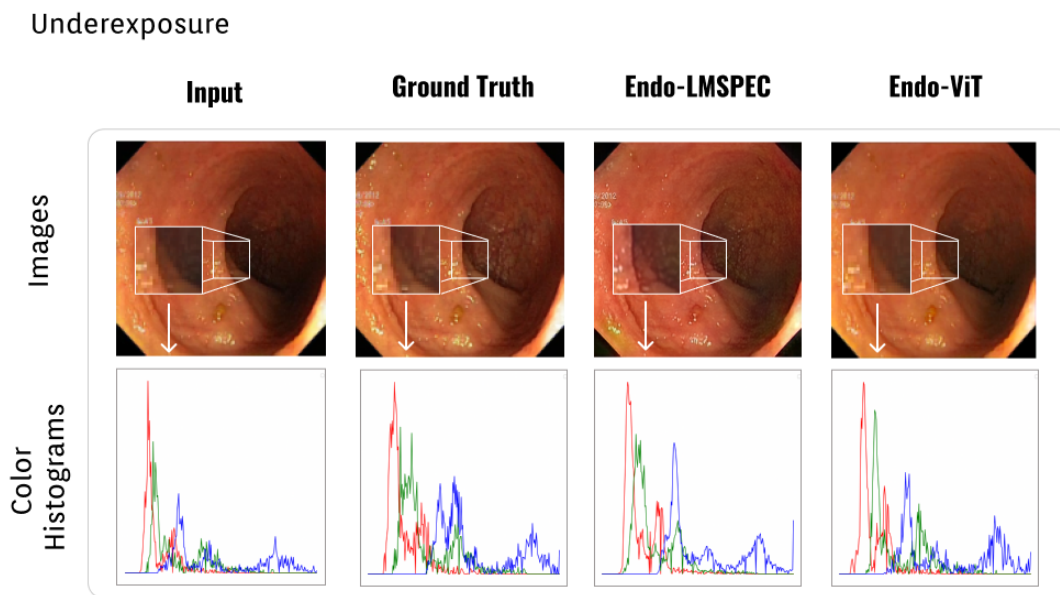 Underexposure
Input
Ground Truth
Endo-LMSPEC
Endo-ViT
Images
Color
Histograms